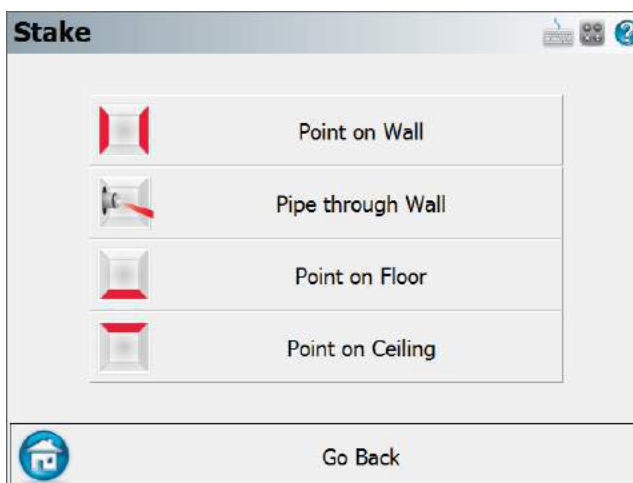 Stake
?
Point on Wall
Pipe through Wall
Point on Floor
Point on Ceiling
Go Back